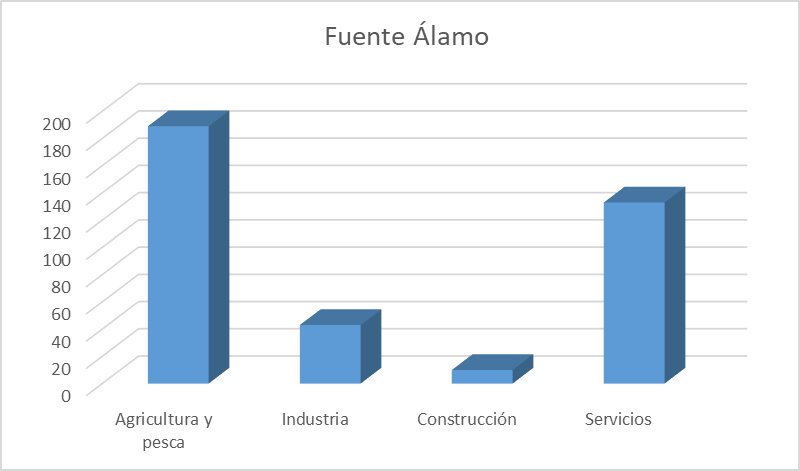 Fuente Álamo
200
180
160
140
120
100
80
60
40
20
0
Agricultura y
pesca
Industria
Construcción
Servicios